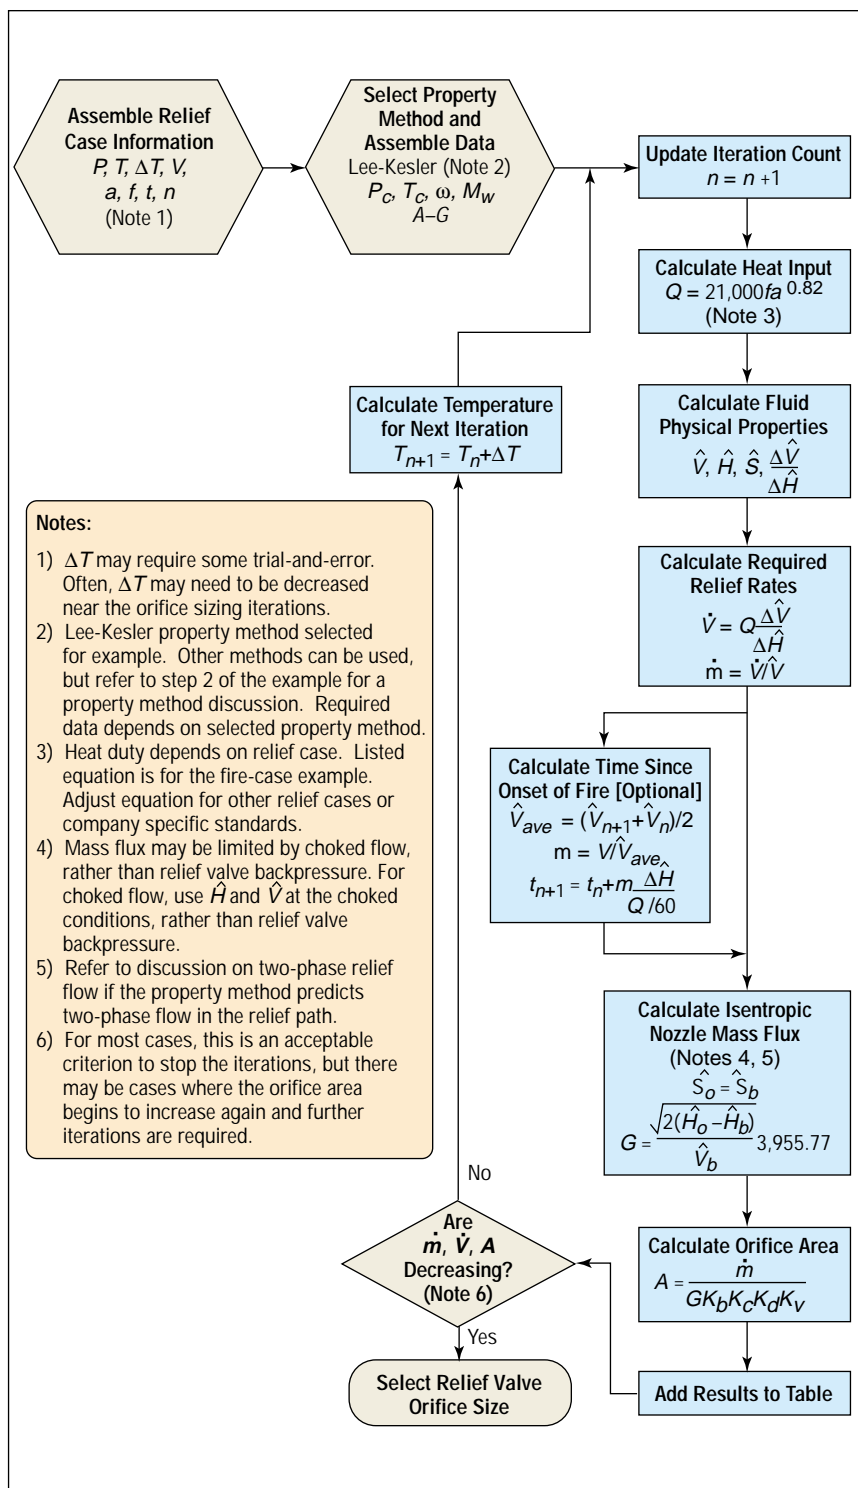 Assemble Relief
Case Information
P, T, ΔT, V,
a, f, t, n
(Note 1)
Select Property
Method and
Assemble Data
Lee-Kesler (Note 2)
P_c, T_c, ω, M_w
A–G
Update Iteration Count
n = n +1
Calculate Heat Input
Q = 21,000fa^0.82
(Note 3)
Calculate Temperature
for Next Iteration
T_n+1 = T_n+ΔT
Calculate Fluid
Physical Properties
V̂, Ĥ, Ŝ, ΔV̂/ΔĤ
Calculate Required
Relief Rates
V̇ = Q ΔV̂/ΔĤ
ṁ = V̇/V̂
Calculate Time Since
Onset of Fire [Optional]
V̂_ave = (V̂_n+1+V̂_n)/2
m = V/V̂_ave
t_n+1 = t_n+m ΔĤ/Q/60
Calculate Isentropic
Nozzle Mass Flux
(Notes 4, 5)
Ŝ_o = Ŝ_b
G = √2(Ĥ_o–Ĥ_b)/V̂_b 3,955.77
Calculate Orifice Area
A = ṁ/GK_bK_cK_dK_v
Add Results to Table
Are
ṁ, V̇, A
Decreasing?
(Note 6)
No
Yes
Select Relief Valve
Orifice Size
Notes:
1) ΔT may require some trial-and-error.
Often, ΔT may need to be decreased
near the orifice sizing iterations.
2) Lee-Kesler property method selected
for example. Other methods can be used,
but refer to step 2 of the example for a
property method discussion. Required
data depends on selected property method.
3) Heat duty depends on relief case. Listed
equation is for the fire-case example.
Adjust equation for other relief cases or
company specific standards.
4) Mass flux may be limited by choked flow,
rather than relief valve backpressure. For
choked flow, use Ĥ and V̂ at the choked
conditions, rather than relief valve
backpressure.
5) Refer to discussion on two-phase relief
flow if the property method predicts
two-phase flow in the relief path.
6) For most cases, this is an acceptable
criterion to stop the iterations, but there
may be cases where the orifice area
begins to increase again and further
iterations are required.